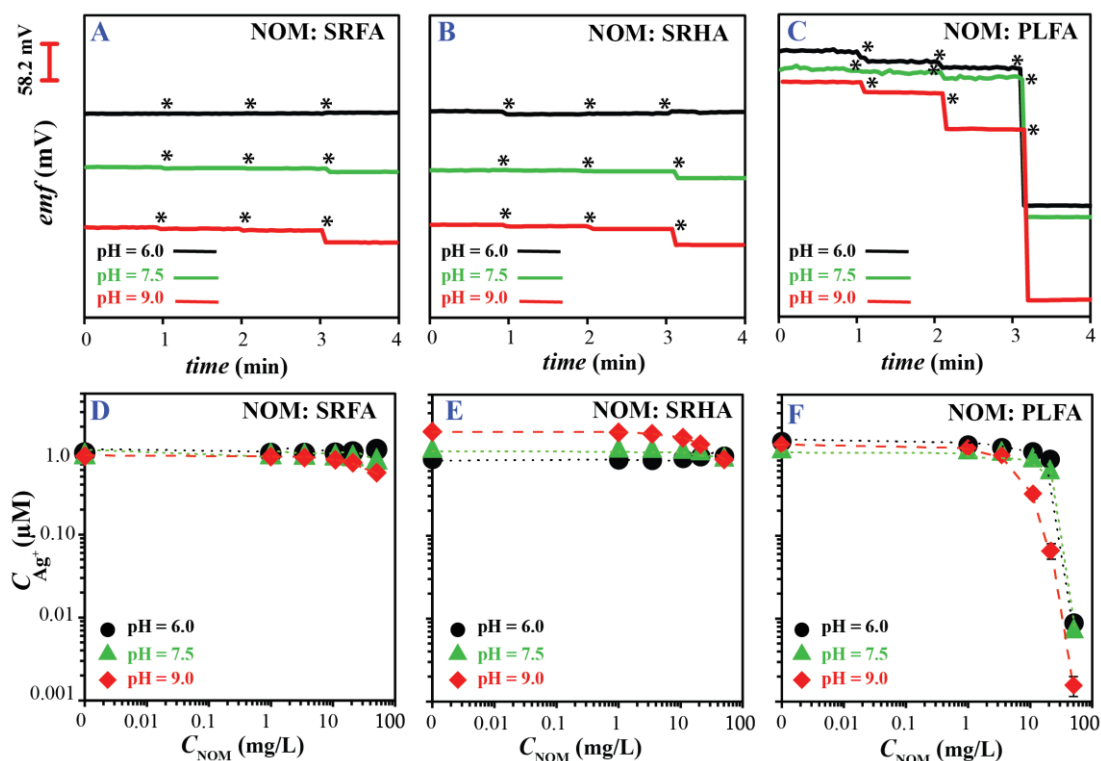 A NOM: SRFA
58.2 mV
emf (mV)
* * *
* * *
* * *
pH = 6.0
pH = 7.5
pH = 9.0
0 1 2 3 4
time (min)
B NOM: SRHA
* * *
* * *
* * *
pH = 6.0
pH = 7.5
pH = 9.0
0 1 2 3 4
time (min)
C NOM: PLFA
* * *
* * *
* * *
pH = 6.0
pH = 7.5
pH = 9.0
0 1 2 3 4
time (min)
D NOM: SRFA
C Ag+ (μM)
1.0
0.10
0.01
0.001
pH = 6.0
pH = 7.5
pH = 9.0
0 0.01 0.1 1 10 100
C NOM (mg/L)
E NOM: SRHA
pH = 6.0
pH = 7.5
pH = 9.0
0 0.01 0.1 1 10 100
C NOM (mg/L)
F NOM: PLFA
pH = 6.0
pH = 7.5
pH = 9.0
0 0.01 0.1 1 10 100
C NOM (mg/L)